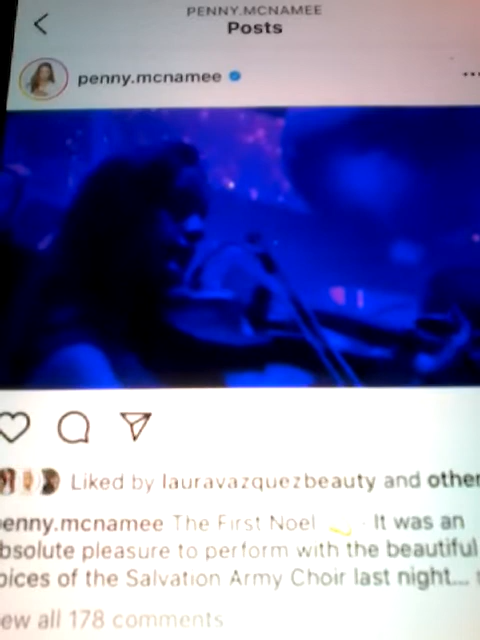 PENNY.MCNAMEE
Posts
penny.mcnamee
Liked by lauravazquezbeauty and other
enny.mcnamee The First Noel It was an
bsolute pleasure to perform with the beautiful
oices of the Salvation Army Choir last night...
ew all 178 comments